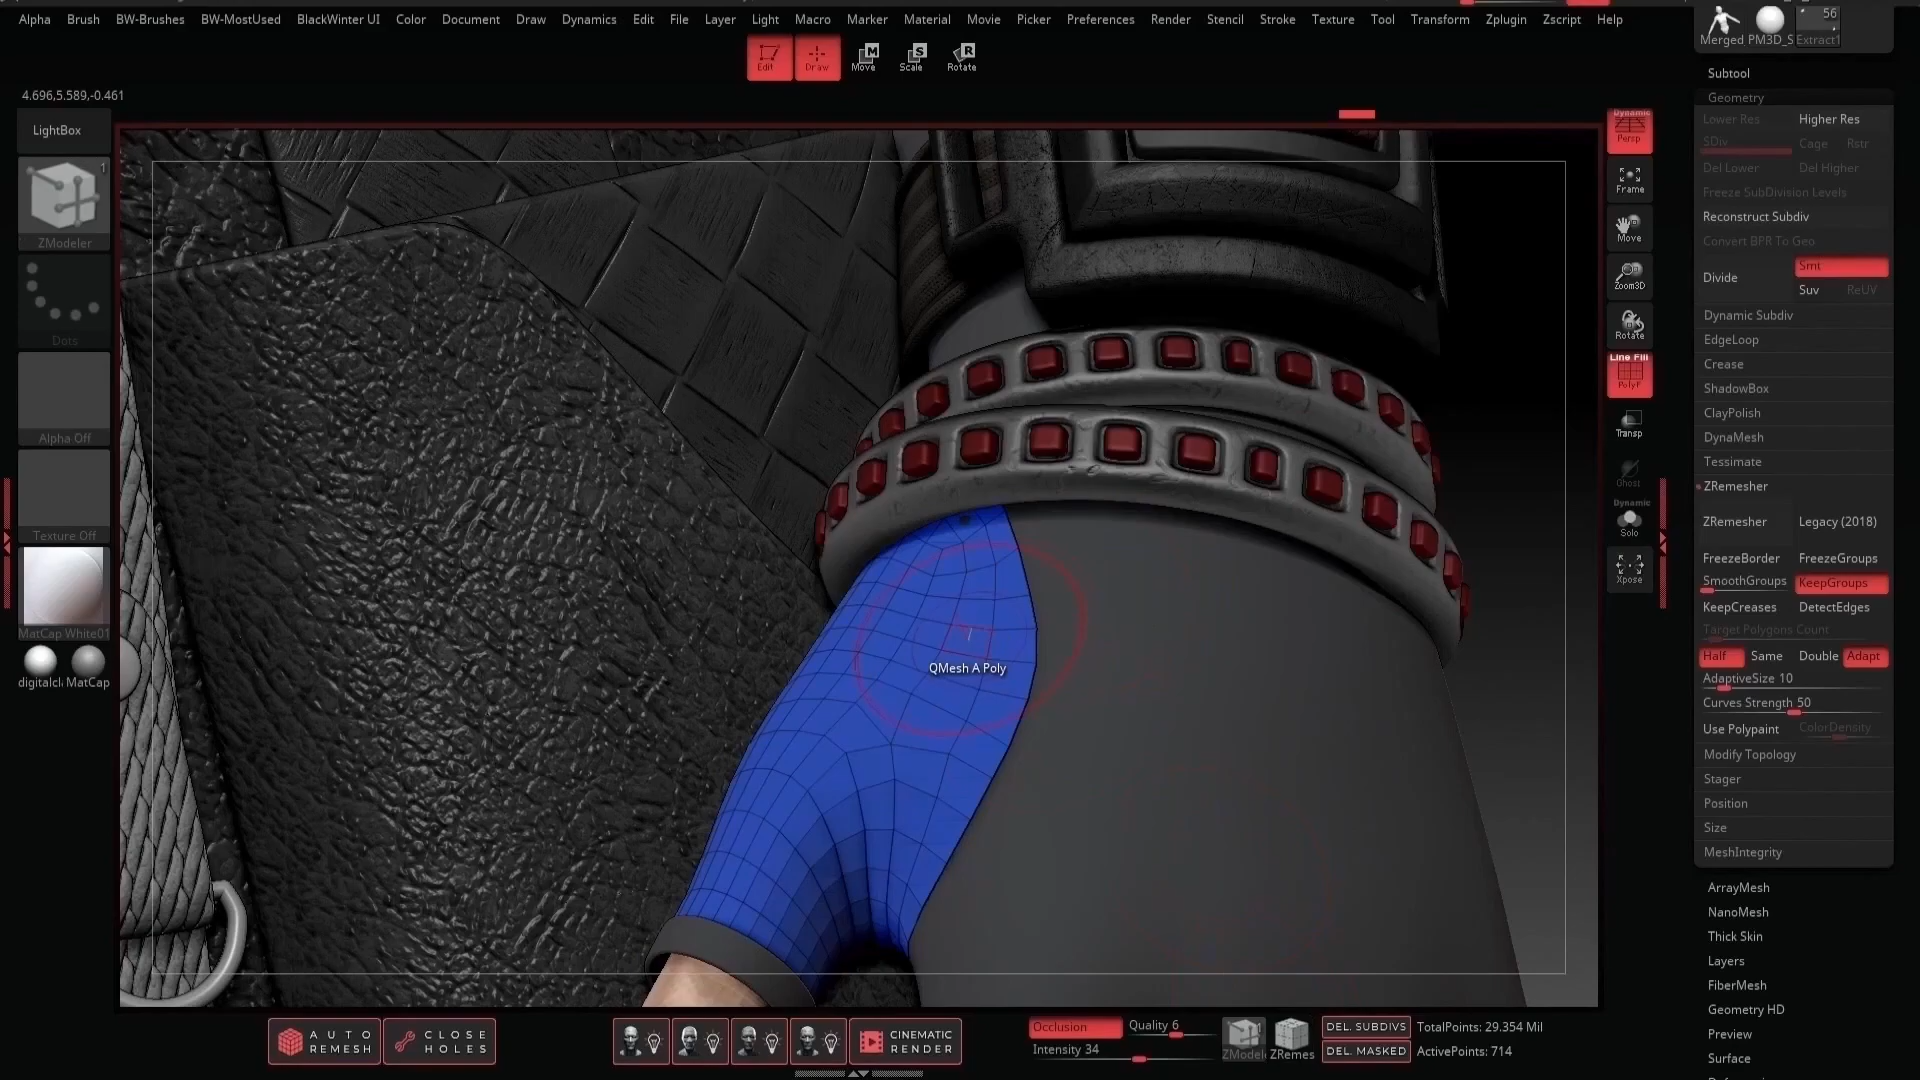 Alpha Brush BW-Brushes BW-MostUsed BlackWinter UI Color Document Draw Dynamics Edit File Layer Light Macro Marker Material Movie Picker Preferences Render Stencil Stroke Texture Tool Transform Zplugin Zscript Help
56
Merged PM3D_S Extract1
Edit Draw Move Scale Rotate
M S R
4.696,5.589,-0.461
LightBox
1
ZModeler
Dots
Alpha Off
Texture Off
MatCap White01
MatCap
QMesh A Poly
Dynamic
Persp
Frame
Move
Zoom3D
Rotate
Line Fill
PolyF
Transp
Ghost
Dynamic
Solo
Xpose
Subtool
Geometry
Lower Res Higher Res
SDiv Cage Rstr
Del Lower Del Higher
Freeze SubDivision Levels
Reconstruct Subdiv
Convert BPR To Geo
Divide Smt
Suv ReUV
Dynamic Subdiv
EdgeLoop
Crease
ShadowBox
ClayPolish
DynaMesh
Tessimate
ZRemesher
ZRemesher Legacy (2018)
FreezeBorder FreezeGroups
SmoothGroups KeepGroups
KeepCreases DetectEdges
Target Polygons Count
Half Same Double Adapt
AdaptiveSize 10
Curves Strength 50
Use Polypaint ColorDensity
Modify Topology
Stager
Position
Size
MeshIntegrity
ArrayMesh
NanoMesh
Thick Skin
Layers
FiberMesh
Geometry HD
Preview
Surface
AUTO REMESH
CLOSE HOLES
CINEMATIC RENDER
Occlusion Quality 6
Intensity 34
ZModel ZRemes
DEL. SUBDIVS
DEL. MASKED
TotalPoints: 29.354 Mil
ActivePoints: 714